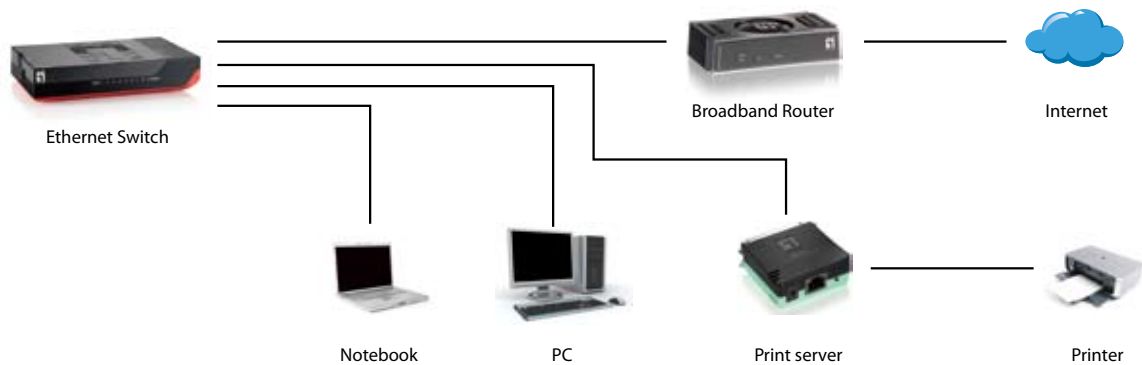 Ethernet Switch
Broadband Router
Internet
Notebook
PC
Print server
Printer